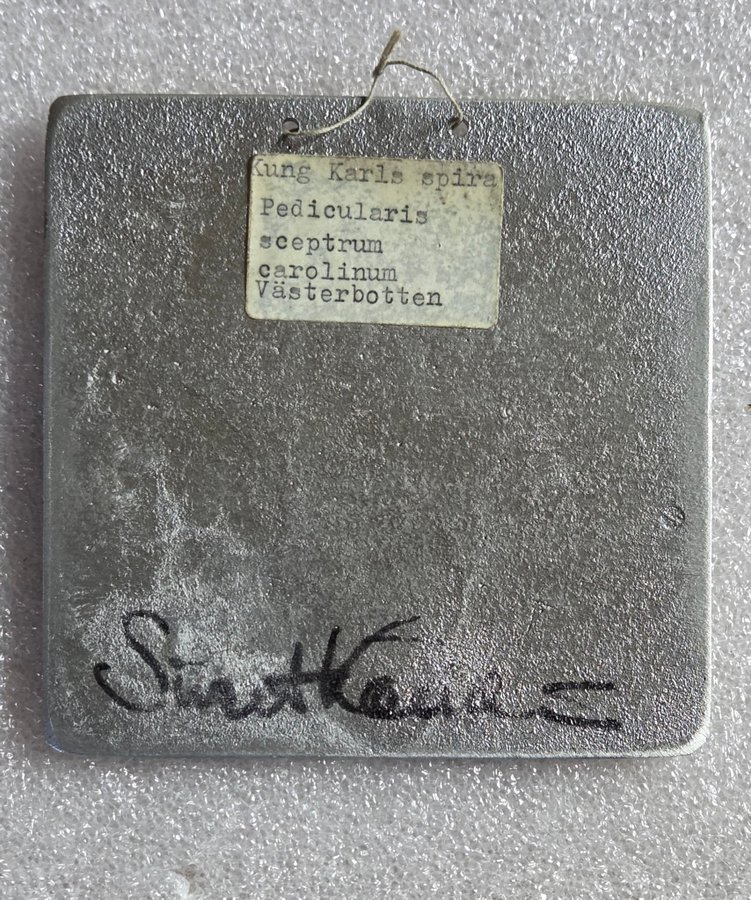 Kung Karls spira
Pedicularis
sceptrum
carolinum
Västerbotten